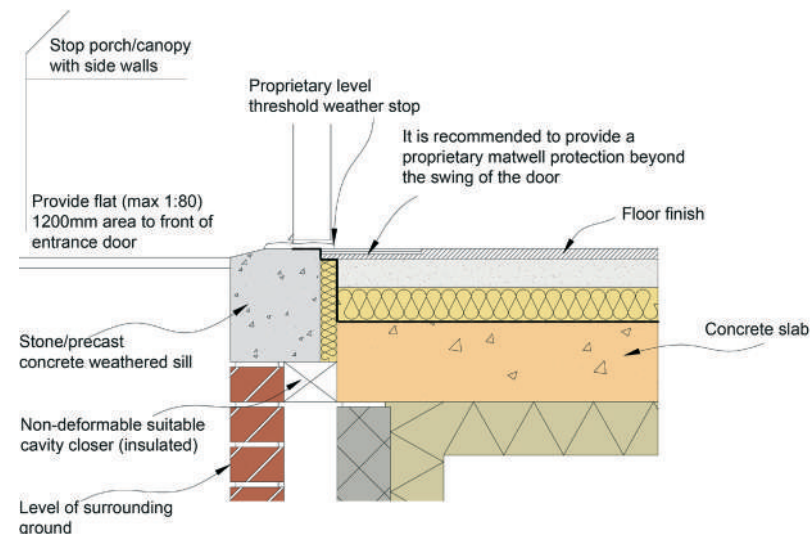 Stop porch/canopy
with side walls
Proprietary level
threshold weather stop
It is recommended to provide a
proprietary matwell protection beyond
the swing of the door
Provide flat (max 1:80)
1200mm area to front of
entrance door
Floor finish
Stone/precast
concrete weathered sill
Concrete slab
Non-deformable suitable
cavity closer (insulated)
Level of surrounding
ground